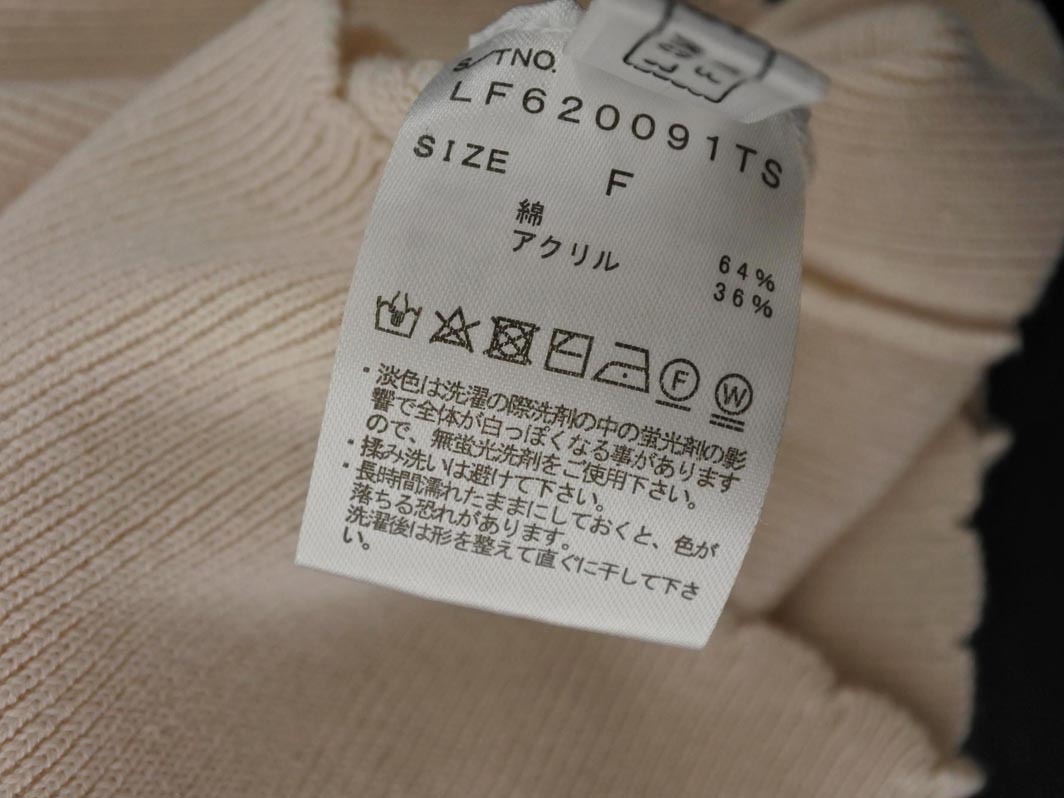 S/TNO.
LF620091TS
SIZE F
綿 64%
アクリル 36%
F W
・淡色は洗濯の際洗剤の中の蛍光剤の影
響で全体が白っぽくなる事があります
ので、無蛍光洗剤をご使用下さい。
・揉み洗いは避けて下さい。
・長時間濡れたままにしておくと、色が
落ちる恐れがあります。
洗濯後は形を整えて直ぐに干して下さ
い。